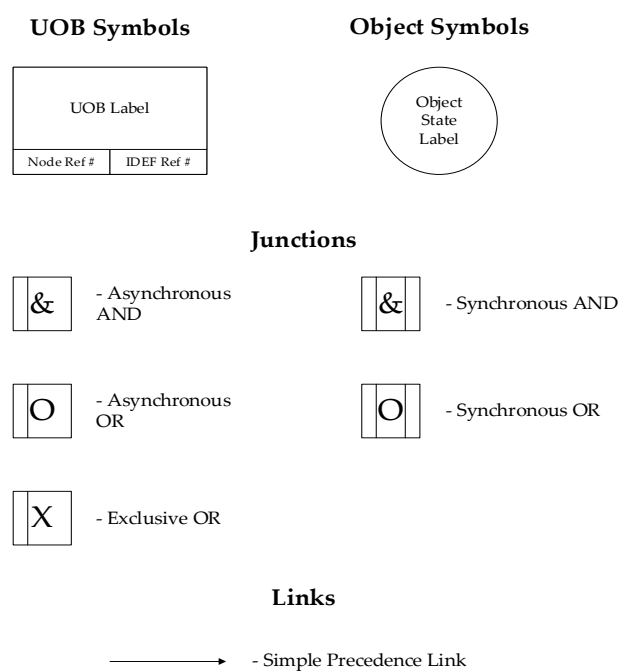 UOB Symbols
Object Symbols
UOB Label
Node Ref #
IDEF Ref #
Object
State
Label
Junctions
&
- Asynchronous
AND
&
- Synchronous AND
O
- Asynchronous
OR
O
- Synchronous OR
X
- Exclusive OR
Links
- Simple Precedence Link